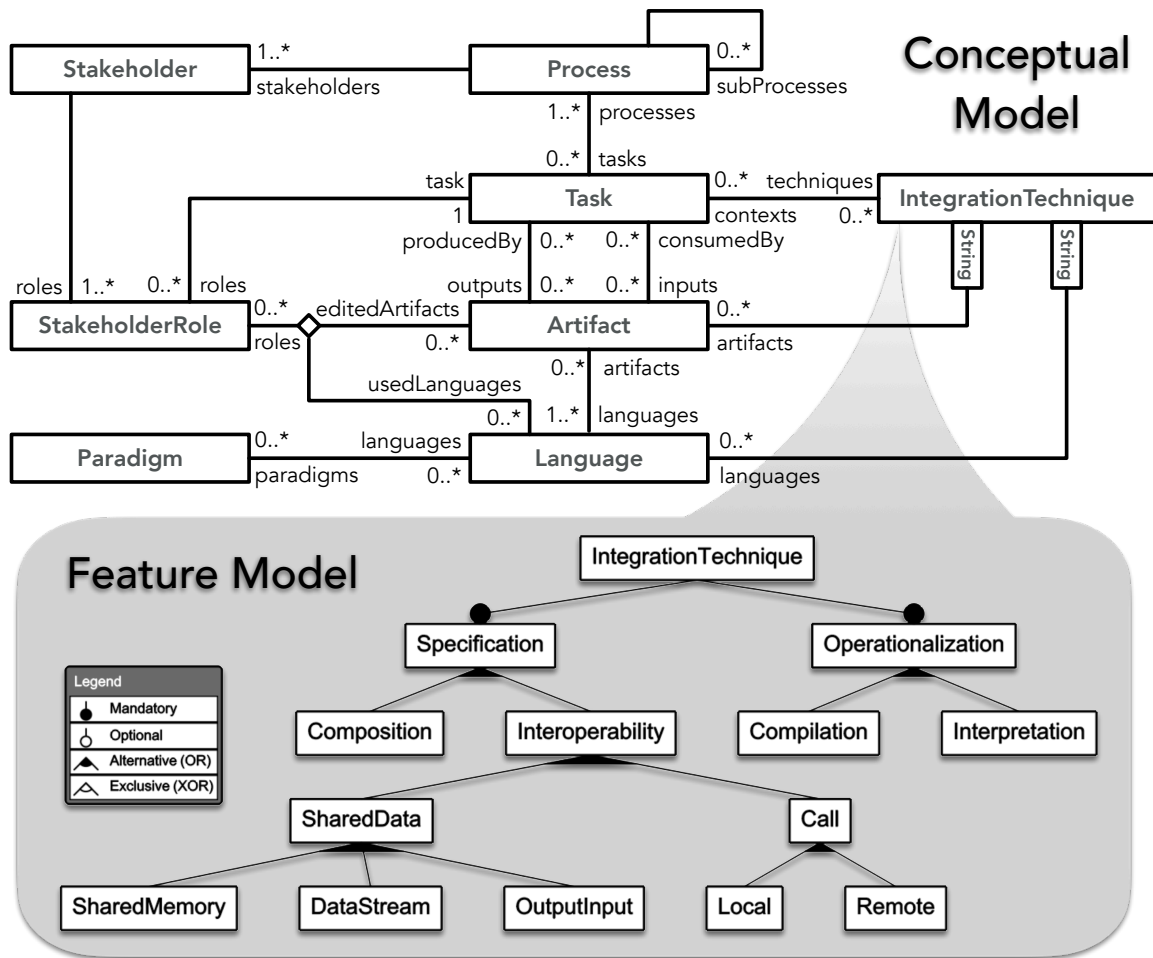 Conceptual
Model
Stakeholder
1..*
stakeholders
Process
0..*
subProcesses
1..* processes
0..* tasks
task
1
Task
0..*
contexts
techniques
0..*
IntegrationTechnique
String
String
producedBy 0..*
0..* consumedBy
outputs 0..*
0..* inputs
roles 1..*
0..* roles
StakeholderRole
0..*
roles
editedArtifacts
0..*
Artifact
0..*
artifacts
0..* artifacts
usedLanguages
0..*
1..* languages
Paradigm
0..*
paradigms
languages
0..*
Language
0..*
languages
Feature Model
IntegrationTechnique
Specification
Operationalization
Legend
Mandatory
Optional
Alternative (OR)
Exclusive (XOR)
Composition
Interoperability
Compilation
Interpretation
SharedData
Call
SharedMemory
DataStream
OutputInput
Local
Remote